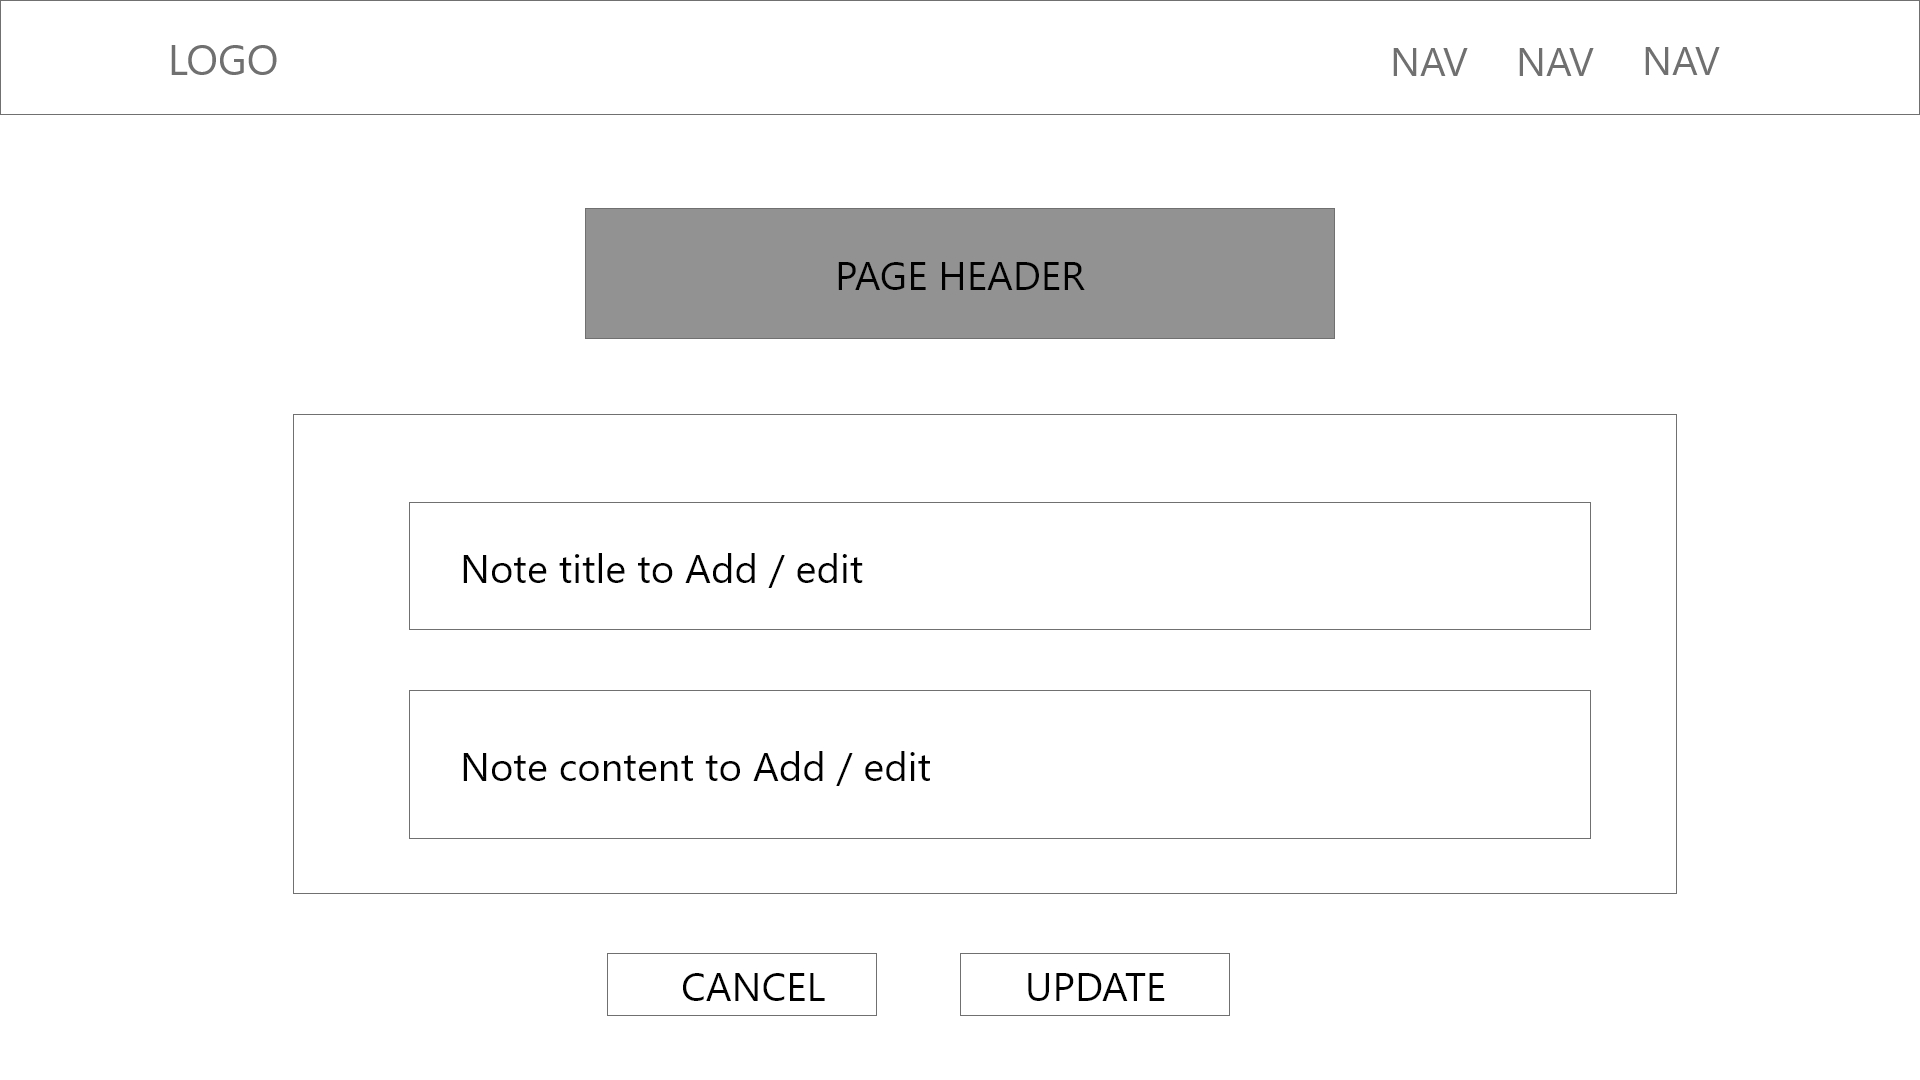 LOGO
NAV NAV NAV
PAGE HEADER
Note title to Add / edit
Note content to Add / edit
CANCEL UPDATE